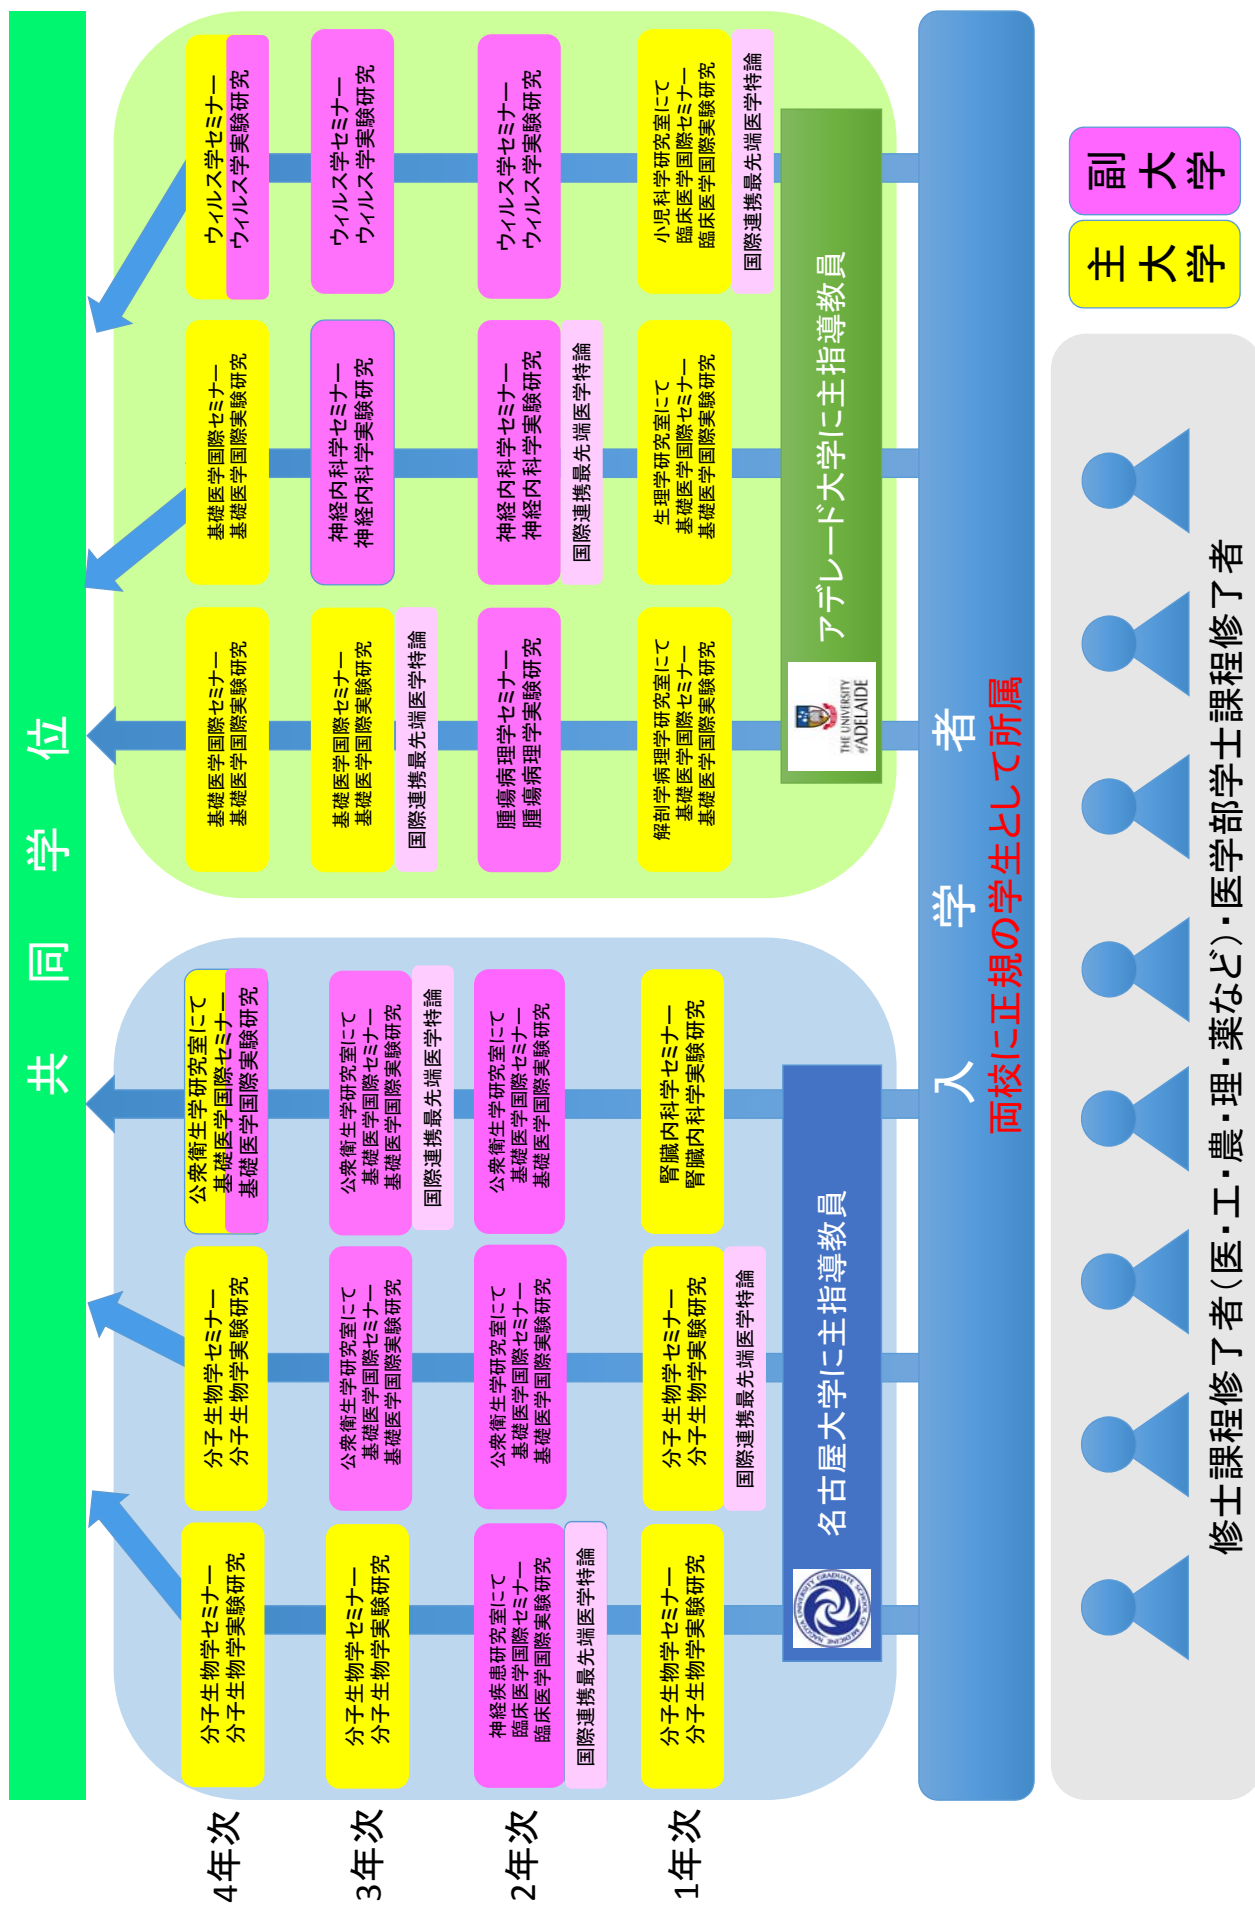 共同学位
4年次
分子生物学セミナー
分子生物学実験研究
分子生物学セミナー
分子生物学実験研究
公衆衛生学研究室にて
基礎医学国際セミナー
基礎医学国際実験研究
基礎医学国際セミナー
基礎医学国際実験研究
基礎医学国際セミナー
基礎医学国際実験研究
ウィルス学セミナー
ウィルス学実験研究
3年次
分子生物学セミナー
分子生物学実験研究
公衆衛生学研究室にて
基礎医学国際セミナー
基礎医学国際実験研究
公衆衛生学研究室にて
基礎医学国際セミナー
基礎医学国際実験研究
国際連携最先端医学特論
基礎医学国際セミナー
基礎医学国際実験研究
国際連携最先端医学特論
神経内科学セミナー
神経内科学実験研究
ウィルス学セミナー
ウィルス学実験研究
2年次
神経疾患研究室にて
臨床医学国際セミナー
臨床医学国際実験研究
国際連携最先端医学特論
公衆衛生学研究室にて
基礎医学国際セミナー
基礎医学国際実験研究
公衆衛生学研究室にて
基礎医学国際セミナー
基礎医学国際実験研究
腫瘍病理学セミナー
腫瘍病理学実験研究
神経内科学セミナー
神経内科学実験研究
国際連携最先端医学特論
ウィルス学セミナー
ウィルス学実験研究
1年次
分子生物学セミナー
分子生物学実験研究
分子生物学セミナー
分子生物学実験研究
国際連携最先端医学特論
腎臓内科学セミナー
腎臓内科学実験研究
解剖学病理学研究室にて
基礎医学国際セミナー
基礎医学国際実験研究
生理学研究室にて
基礎医学国際セミナー
基礎医学国際実験研究
小児科学研究室にて
臨床医学国際セミナー
臨床医学国際実験研究
国際連携最先端医学特論
NAGOYA UNIVERSITY GRADUATE SCHOOL OF MEDICINE
名古屋大学に主指導教員
THE UNIVERSITY
of ADELAIDE
アデレード大学に主指導教員
入学者
両校に正規の学生として所属
主大学
副大学
修士課程修了者(医・工・農・理・薬など)・医学部学士課程修了者